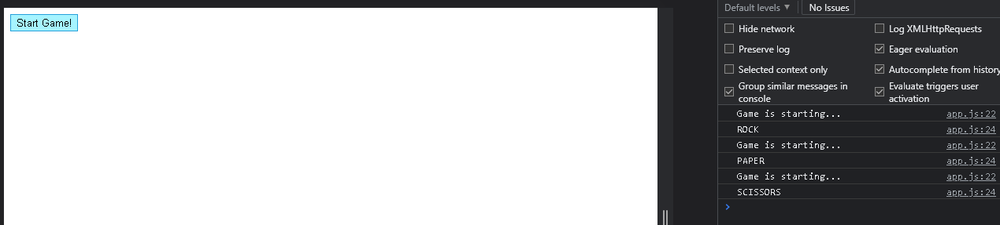 Start Game!
Default levels ▼ No Issues
Hide network
Log XMLHttpRequests
Preserve log
Eager evaluation
Selected context only
Autocomplete from history
Group similar messages in
console
Evaluate triggers user
activation
Game is starting... app.js:22
ROCK app.js:24
Game is starting... app.js:22
PAPER app.js:24
Game is starting... app.js:22
SCISSORS app.js:24
>